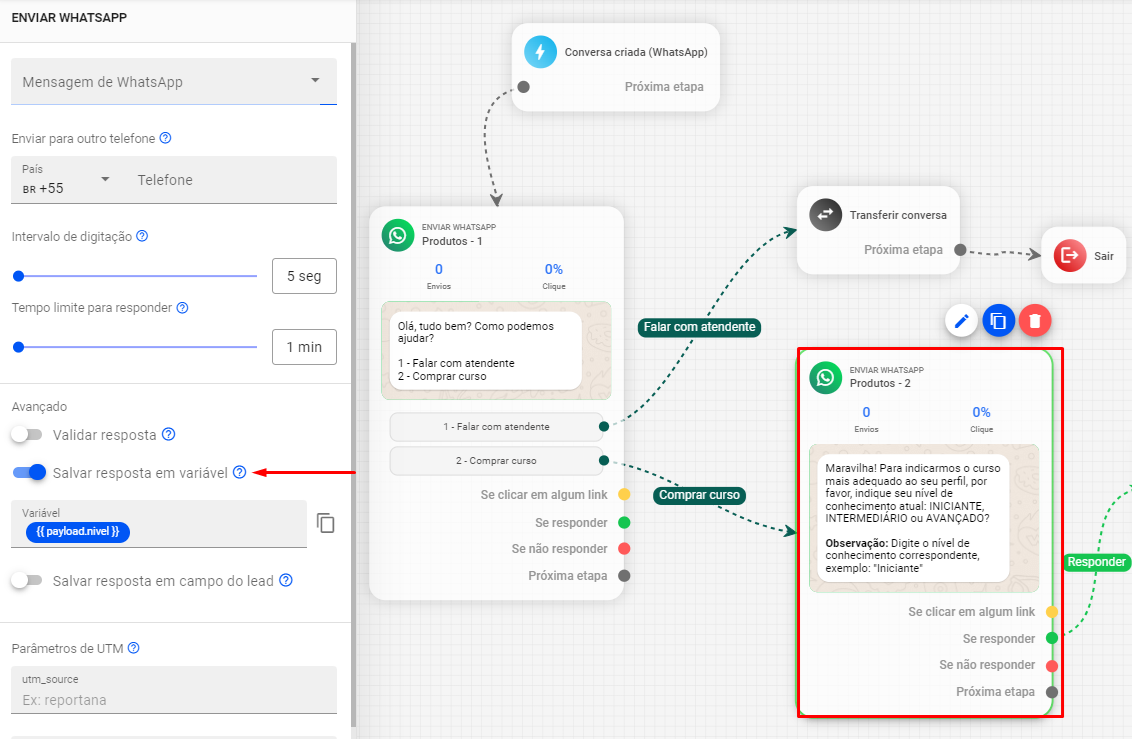 ENVIAR WHATSAPP
Mensagem de WhatsApp
Enviar para outro telefone
País
BR +55
Telefone
Intervalo de digitação
5 seg
Tempo limite para responder
1 min
Avançado
Validar resposta
Salvar resposta em variável
Variável
{{ payload.nivel }}
Salvar resposta em campo do lead
Parâmetros de UTM
utm_source
Ex: reportana
Conversa criada (WhatsApp)
Próxima etapa
ENVIAR WHATSAPP
Produtos - 1
0
0%
Envios
Clique
Olá, tudo bem? Como podemos
ajudar?
1 - Falar com atendente
2 - Comprar curso
1 - Falar com atendente
2 - Comprar curso
Se clicar em algum link
Se responder
Se não responder
Próxima etapa
Falar com atendente
Comprar curso
Transferir conversa
Próxima etapa
Sair
ENVIAR WHATSAPP
Produtos - 2
0
0%
Envios
Clique
Maravilha! Para indicarmos o curso
mais adequado ao seu perfil, por
favor, indique seu nível de
conhecimento atual: INICIANTE,
INTERMEDIÁRIO ou AVANÇADO?
Observação: Digite o nível de
conhecimento correspondente,
exemplo: "Iniciante"
Se clicar em algum link
Se responder
Se não responder
Próxima etapa
Responder